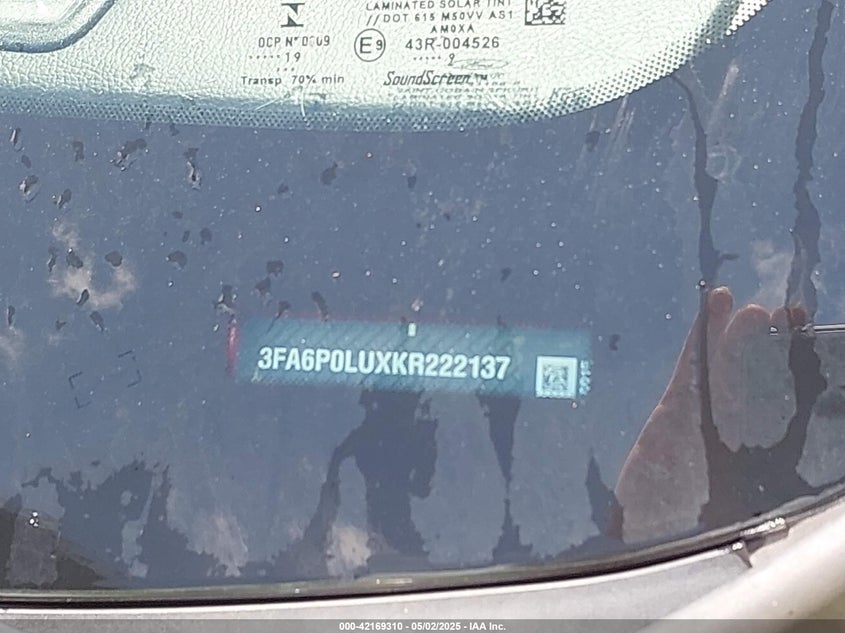 LAMINATED SOLAR TINT
//DOT 615 M50VV AS1
AM0XA
E9
43R-004526
Transp 70% min
SoundScreen™
3FA6P0LUXKR222137
000-42169310 - 05/02/2025 - IAA Inc.